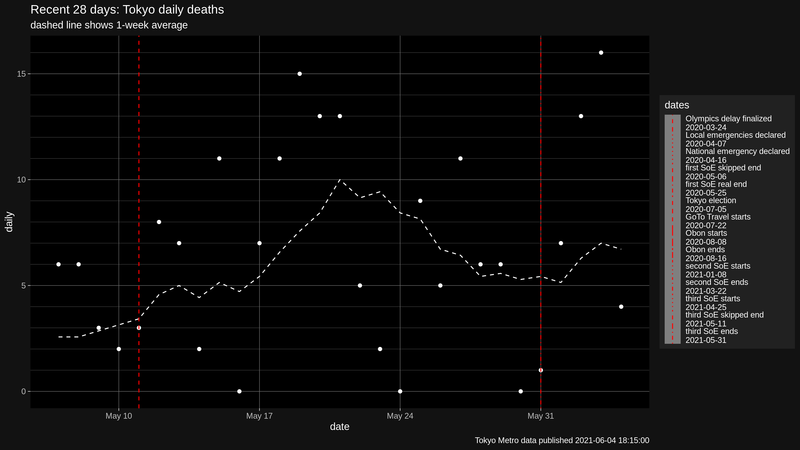 Recent 28 days: Tokyo daily deaths
dashed line shows 1-week average
15
10
5
0
daily
May 10
May 17
May 24
May 31
date
Tokyo Metro data published 2021-06-04 18:15:00
dates
Olympics delay finalized
2020-03-24
Local emergencies declared
2020-04-07
National emergency declared
2020-04-16
first SoE skipped end
2020-05-06
first SoE real end
2020-05-25
Tokyo election
2020-07-05
GoTo Travel starts
2020-07-22
Obon starts
2020-08-08
Obon ends
2020-08-16
second SoE starts
2021-01-08
second SoE ends
2021-03-22
third SoE starts
2021-04-25
third SoE skipped end
2021-05-11
third SoE ends
2021-05-31